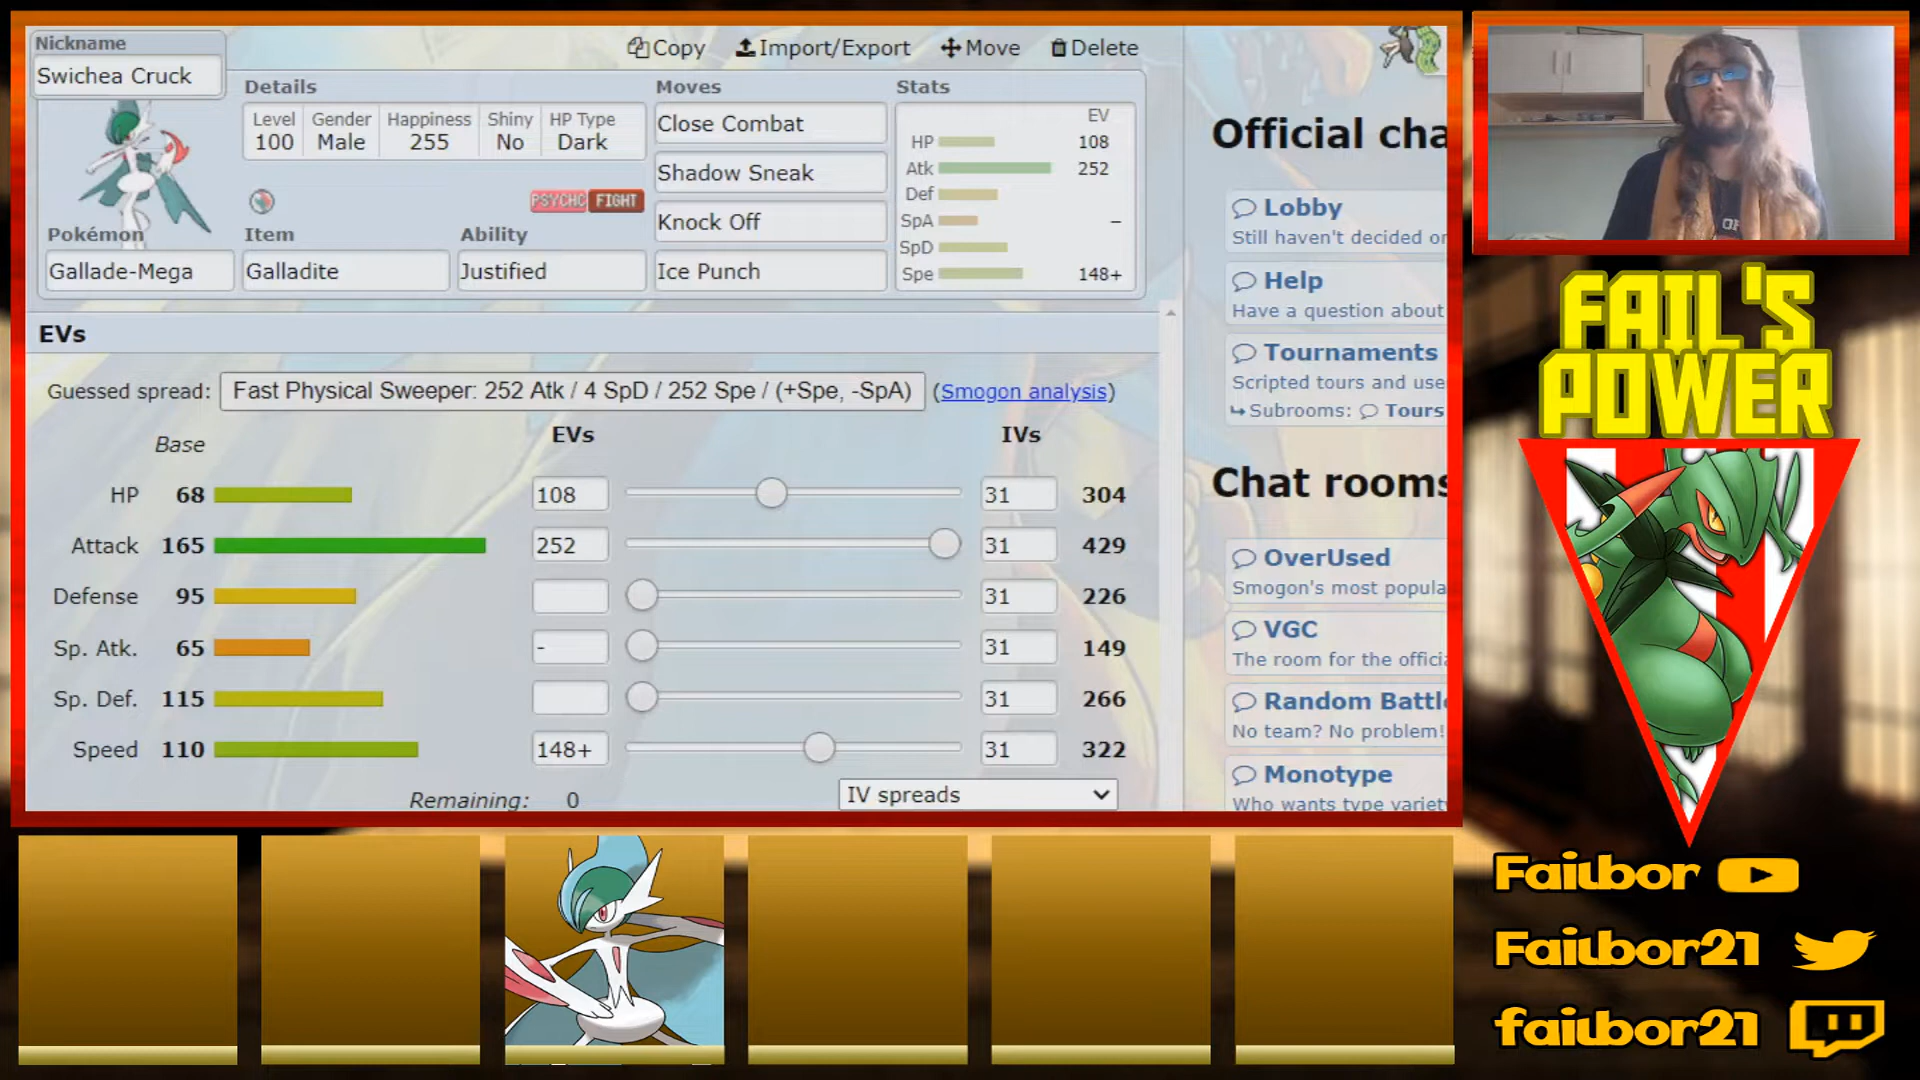 Nickname
Swichea Cruck
Copy Import/Export Move Delete
Details
Level Gender Happiness Shiny HP Type
100 Male 255 No Dark
PSYCHC FIGHT
Pokémon Item Ability
Gallade-Mega Galladite Justified
Moves
Close Combat
Shadow Sneak
Knock Off
Ice Punch
Stats
EV
HP 108
Atk 252
Def
SpA –
SpD
Spe 148+
EVs
Guessed spread: Fast Physical Sweeper: 252 Atk / 4 SpD / 252 Spe / (+Spe, -SpA) (Smogon analysis)
Base EVs IVs
HP 68 108 31 304
Attack 165 252 31 429
Defense 95 31 226
Sp. Atk. 65 - 31 149
Sp. Def. 115 31 266
Speed 110 148+ 31 322
Remaining: 0 IV spreads
Official cha
Lobby
Still haven't decided or
Help
Have a question about
Tournaments
Scripted tours and use
↳Subrooms: Tours
Chat rooms
OverUsed
Smogon's most popula
VGC
The room for the offici
Random Battl
No team? No problem!
Monotype
Who wants type variet
FAIL'S
POWER
Failbor
Failbor21
failbor21